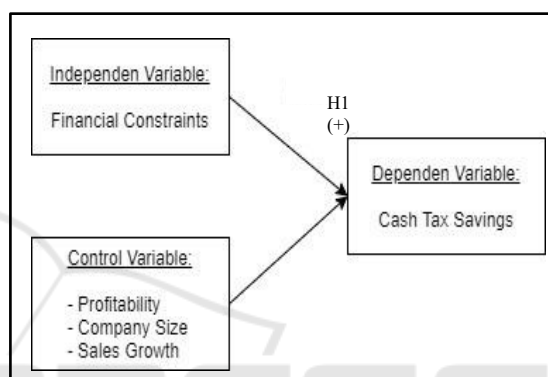 Independen Variable:
Financial Constraints
H1
(+)
Dependen Variable:
Cash Tax Savings
Control Variable:
- Profitability
- Company Size
- Sales Growth